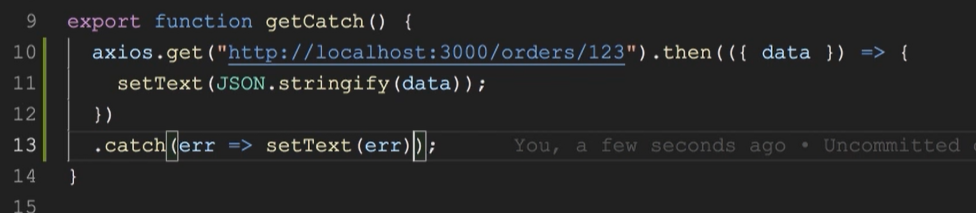 9 export function getCatch() {
10 axios.get("http://localhost:3000/orders/123").then(({ data }) => {
11 setText(JSON.stringify(data));
12 })
13 .catch(err => setText(err)); You, a few seconds ago • Uncommitted
14 }
15